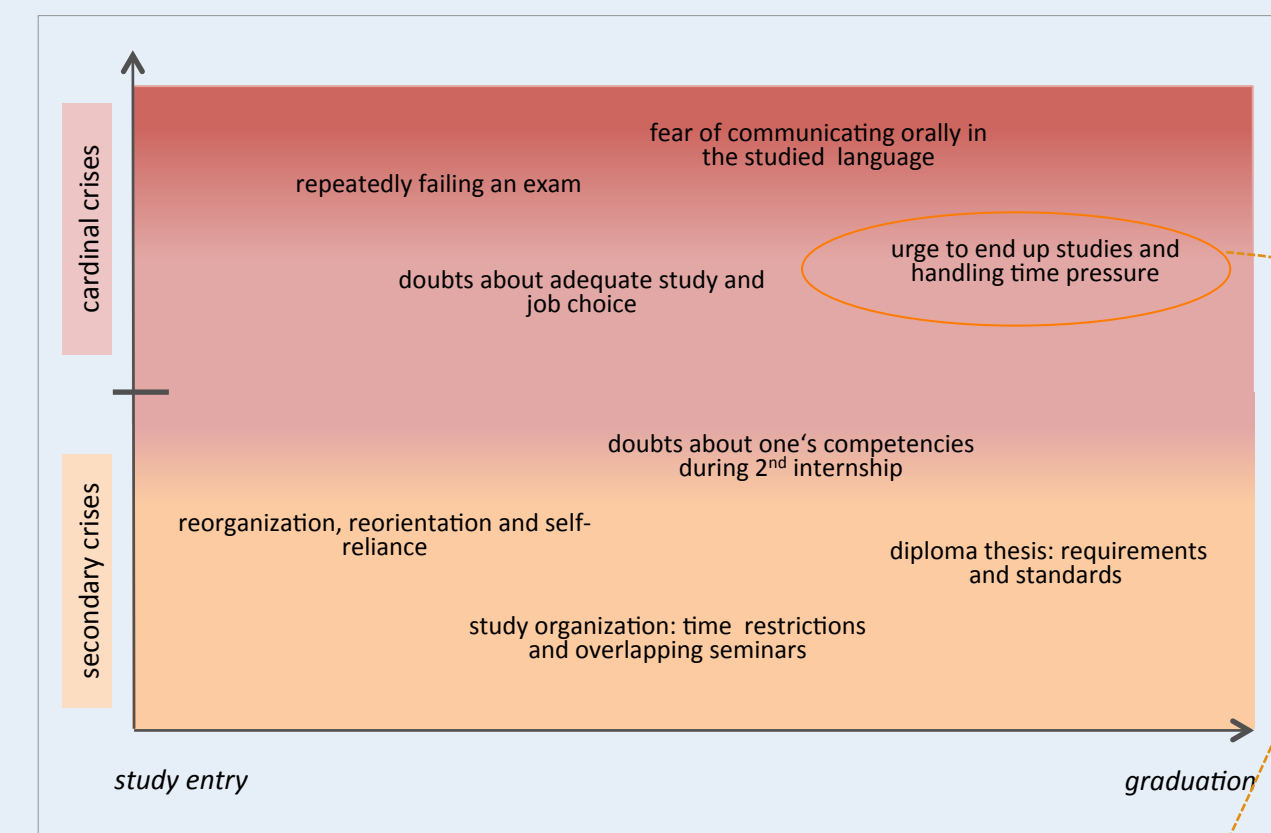 cardinal crises
fear of communicating orally in
the studied language
repeatedly failing an exam
urge to end up studies and
handling time pressure
doubts about adequate study and
job choice
secondary crises
doubts about one‘s competencies
during 2nd internship
reorganization, reorientation and self-
reliance
diploma thesis: requirements
and standards
study organization: time restrictions
and overlapping seminars
study entry
graduation